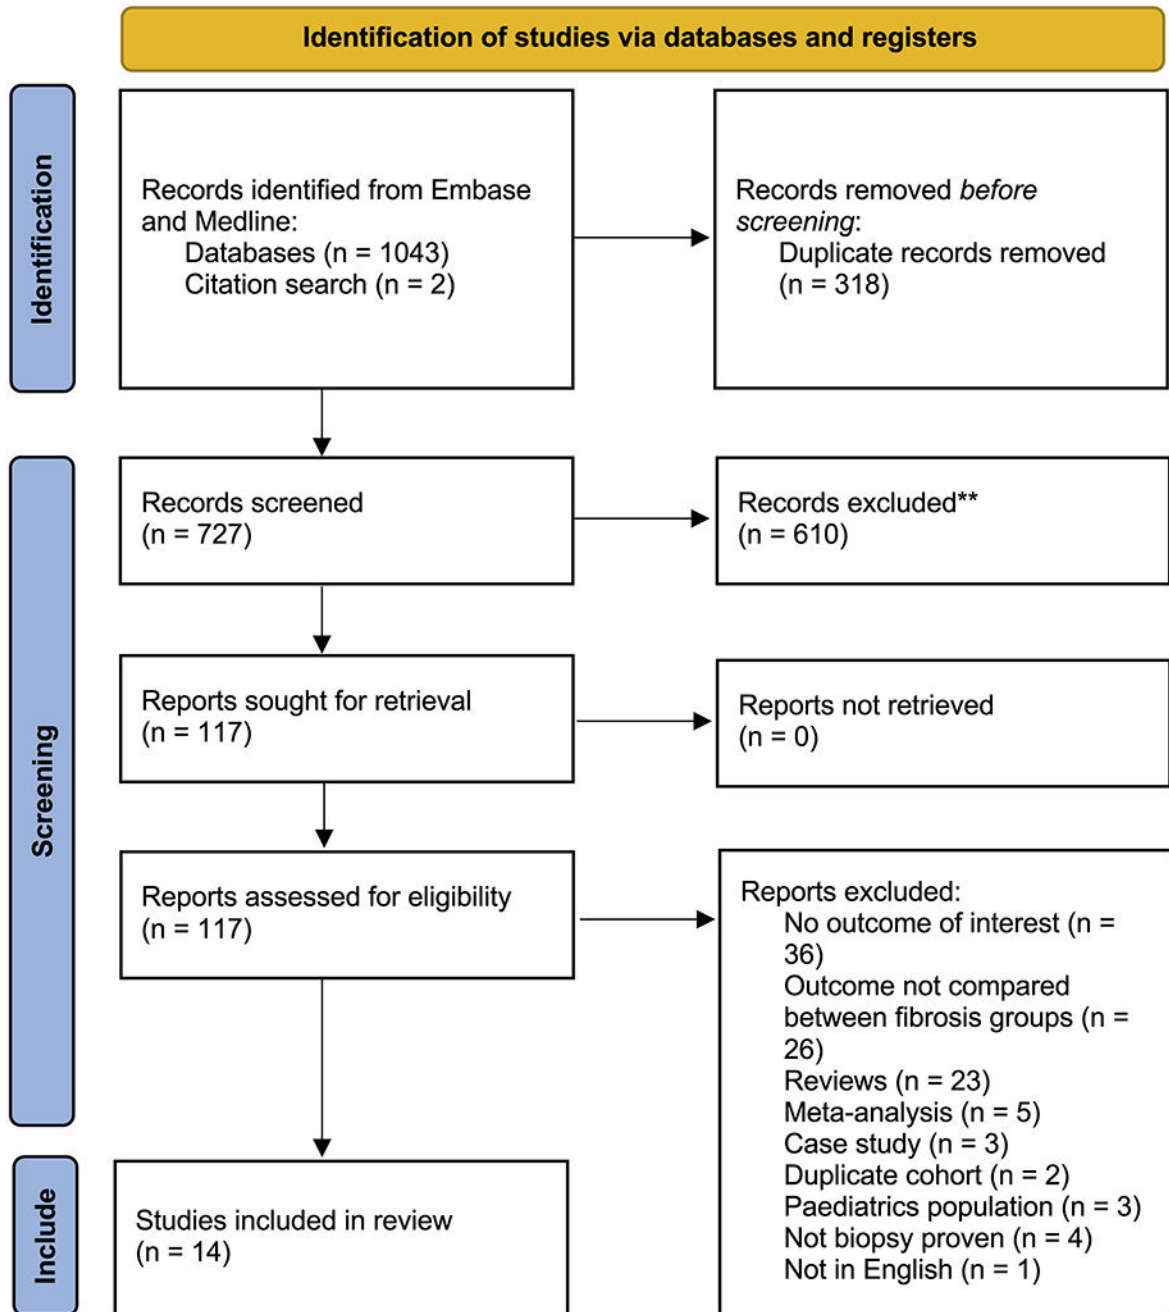 Identification of studies via databases and registers
Identification
Records identified from Embase
and Medline:
Databases (n = 1043)
Citation search (n = 2)
Records removed before
screening:
Duplicate records removed
(n = 318)
Screening
Records screened
(n = 727)
Records excluded**
(n = 610)
Reports sought for retrieval
(n = 117)
Reports not retrieved
(n = 0)
Reports assessed for eligibility
(n = 117)
Reports excluded:
No outcome of interest (n =
36)
Outcome not compared
between fibrosis groups (n =
26)
Reviews (n = 23)
Meta-analysis (n = 5)
Case study (n = 3)
Duplicate cohort (n = 2)
Paediatrics population (n = 3)
Not biopsy proven (n = 4)
Not in English (n = 1)
Include
Studies included in review
(n = 14)